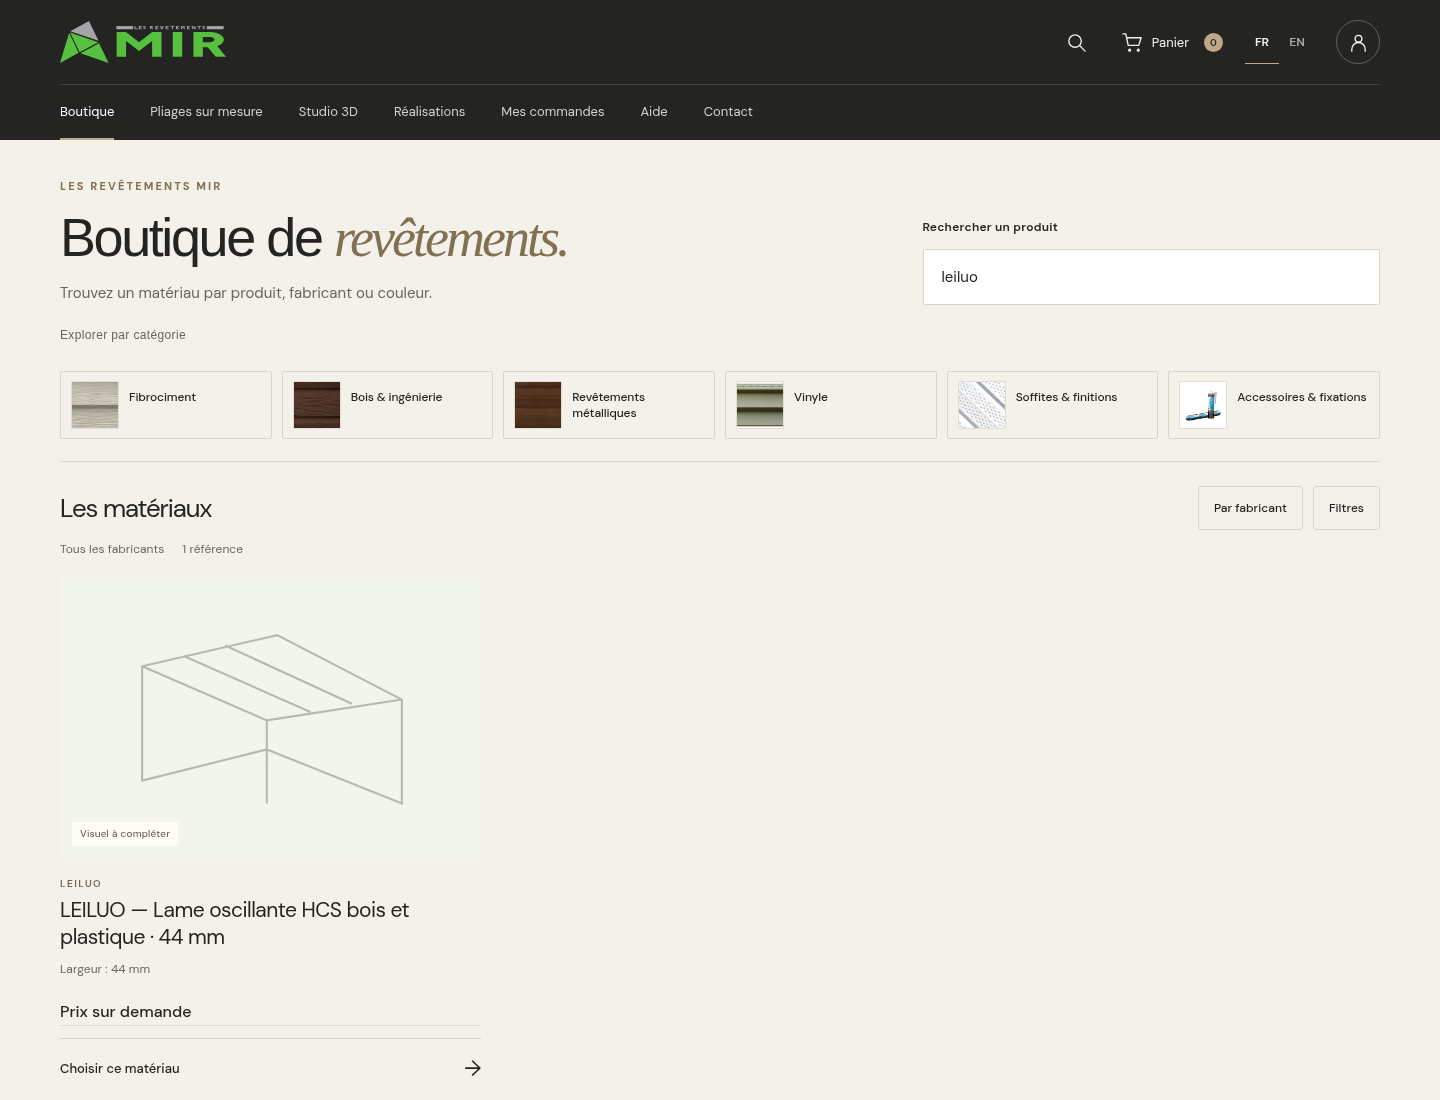 LES REVETEMENTS
MIR
Panier 0 FR EN
Boutique Pliages sur mesure Studio 3D Réalisations Mes commandes Aide Contact
LES REVÊTEMENTS MIR
Boutique de revêtements.
Trouvez un matériau par produit, fabricant ou couleur.
Rechercher un produit
leiluo
Explorer par catégorie
Fibrociment
Bois & ingénierie
Revêtements
métalliques
Vinyle
Soffites & finitions
Accessoires & fixations
Les matériaux
Par fabricant
Filtres
Tous les fabricants 1 référence
Visuel à compléter
LEILUO
LEILUO — Lame oscillante HCS bois et
plastique · 44 mm
Largeur : 44 mm
Prix sur demande
Choisir ce matériau